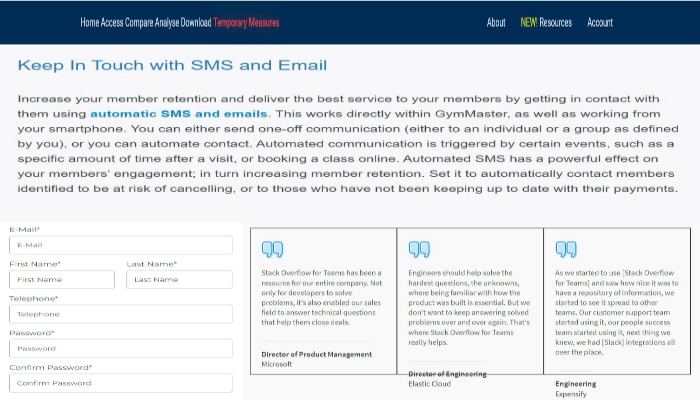 Home Access Compare Analyse Download Temporary Measures
About NEW! Resources Account
Keep In Touch with SMS and Email
Increase your member retention and deliver the best service to your members by getting in contact with
them using automatic SMS and emails. This works directly within GymMaster, as well as working from
your smartphone. You can either send one-off communication (either to an individual or a group as defined
by you), or you can automate contact. Automated communication is triggered by certain events, such as a
specific amount of time after a visit, or booking a class online. Automated SMS has a powerful effect on
your members' engagement; in turn increasing member retention. Set it to automatically contact members
identified to be at risk of cancelling, or to those who have not been keeping up to date with their payments.
E-Mail*
E-Mail
First Name* Last Name*
First Name Last Name
Telephone*
Telephone
Password*
Password
Confirm Password*
Confirm Password
Stack Overflow for Teams has been a
resource for our entire company. Not
only for developers to solve
problems, it's also enabled our sales
field to answer technical questions
that help them close deals.
Director of Product Management
Microsoft
Engineers should help solve the
hardest questions, the unknowns,
where being familiar with how the
product was built is essential. But we
don't want to keep answering solved
problems over and over again. That's
where Stack Overflow for Teams
really helps.
Director of Engineering
Elastic Cloud
As we started to use [Stack Overflow
for Teams] and saw how nice it was to
have a repository of information, we
started to see it spread to other
teams. Our customer support team
started using it, our people success
team started using it, next thing we
knew, we had [Slack] integrations all
over the place.
Engineering
Expensify